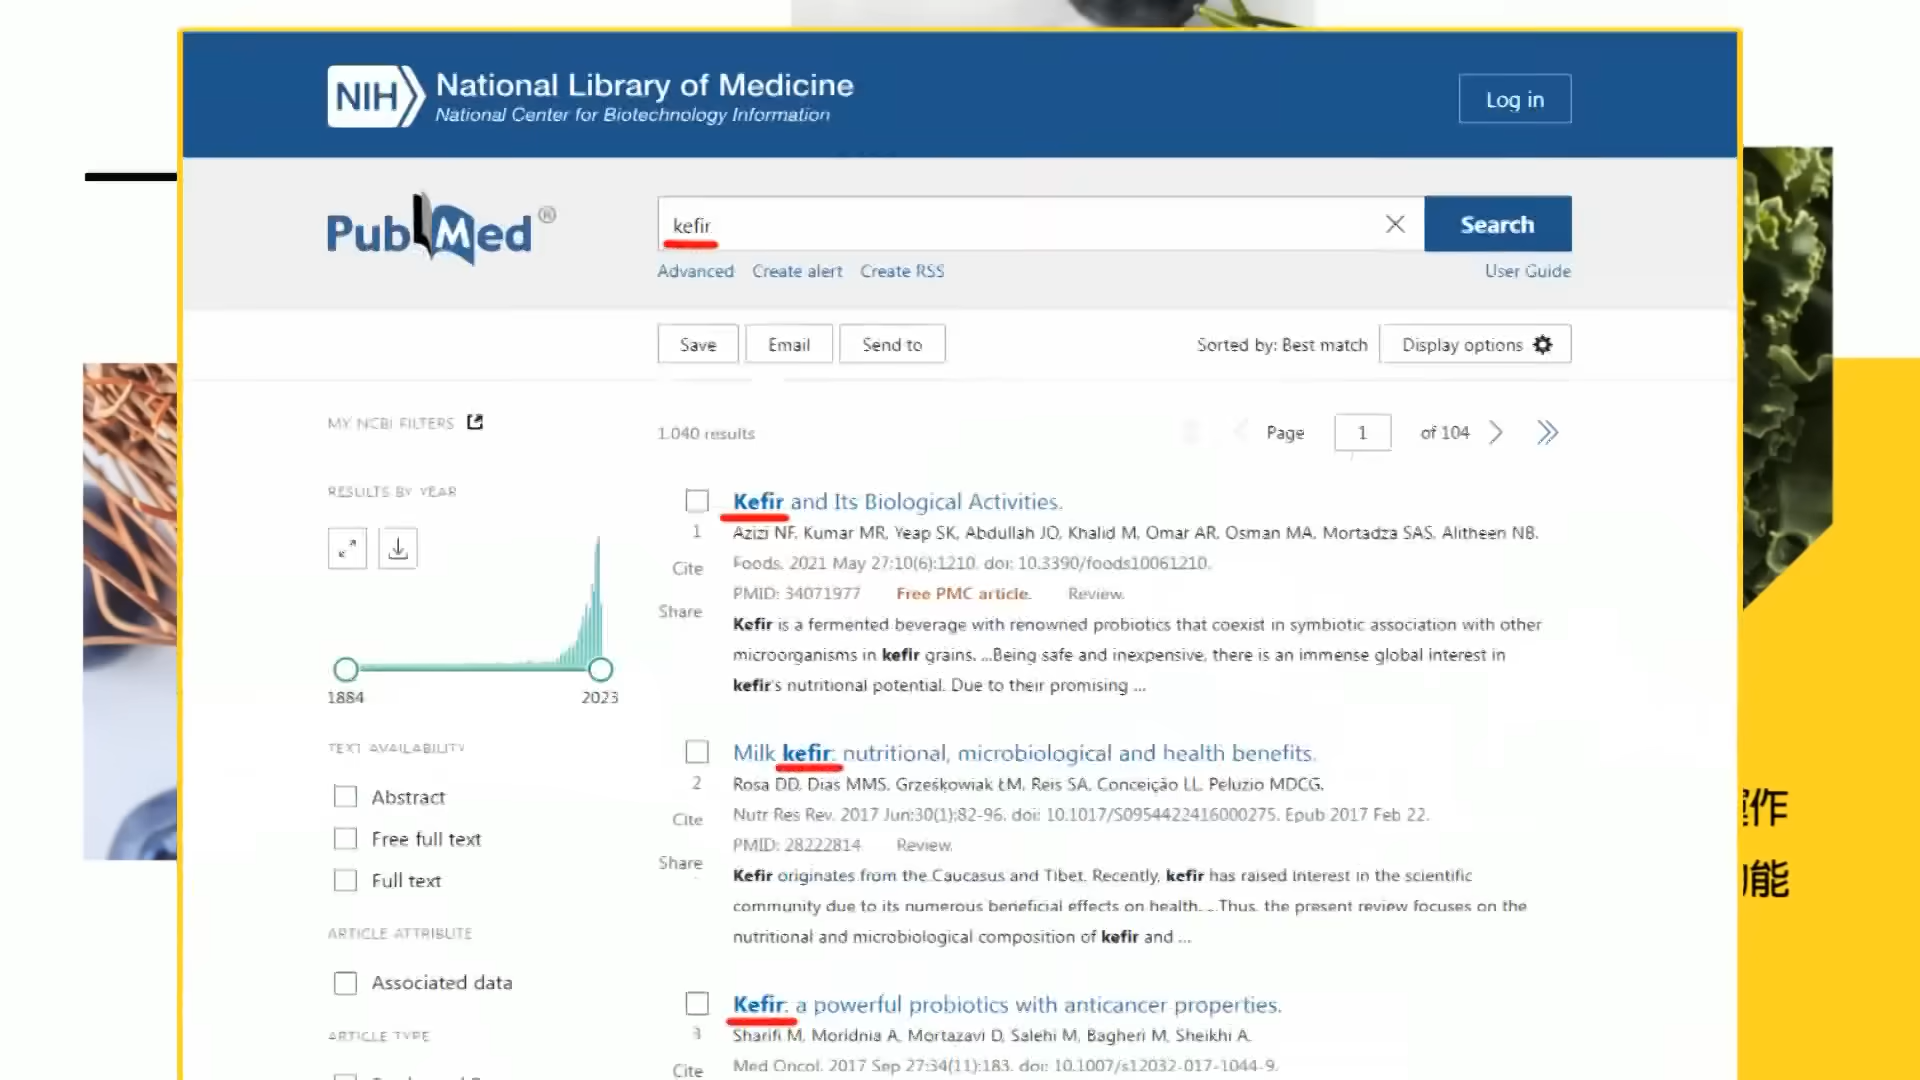 NIH National Library of Medicine
National Center for Biotechnology Information
Log in
PubMed®
kefir
Search
Advanced Create alert Create RSS
User Guide
Save Email Send to
Sorted by: Best match Display options
MY NCBI FILTERS
1,040 results
Page 1 of 104
RESULTS BY YEAR
1884 2023
TEXT AVAILABILITY
Abstract
Free full text
Full text
ARTICLE ATTRIBUTE
Associated data
ARTICLE TYPE
Kefir and Its Biological Activities.
1
Azizi NF, Kumar MR, Yeap SK, Abdullah JO, Khalid M, Omar AR, Osman MA, Mortadza SAS, Alitheen NB.
Cite
Foods. 2021 May 27;10(6):1210. doi: 10.3390/foods10061210.
PMID: 34071977 Free PMC article. Review.
Share
Kefir is a fermented beverage with renowned probiotics that coexist in symbiotic association with other
microorganisms in kefir grains. ...Being safe and inexpensive, there is an immense global interest in
kefir's nutritional potential. Due to their promising ...
Milk kefir: nutritional, microbiological and health benefits.
2
Rosa DD, Dias MMS, Grześkowiak ŁM, Reis SA, Conceição LL, Peluzio MDCG.
Cite
Nutr Res Rev. 2017 Jun;30(1):82-96. doi: 10.1017/S0954422416000275. Epub 2017 Feb 22.
PMID: 28222814 Review.
Share
Kefir originates from the Caucasus and Tibet. Recently, kefir has raised interest in the scientific
community due to its numerous beneficial effects on health. ...Thus, the present review focuses on the
nutritional and microbiological composition of kefir and ...
Kefir: a powerful probiotics with anticancer properties.
3
Sharifi M, Moridnia A, Mortazavi D, Salehi M, Bagheri M, Sheikhi A.
Cite
Med Oncol. 2017 Sep 27;34(11):183. doi: 10.1007/s12032-017-1044-9.
作
能